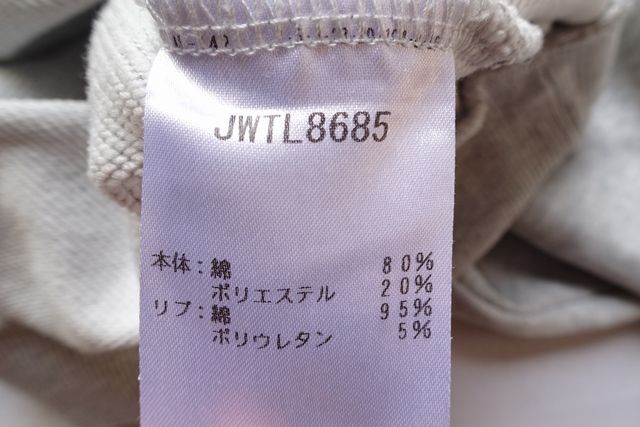 JWTL8685
本体：綿 80%
ポリエステル 20%
リブ：綿 95%
ポリウレタン 5%